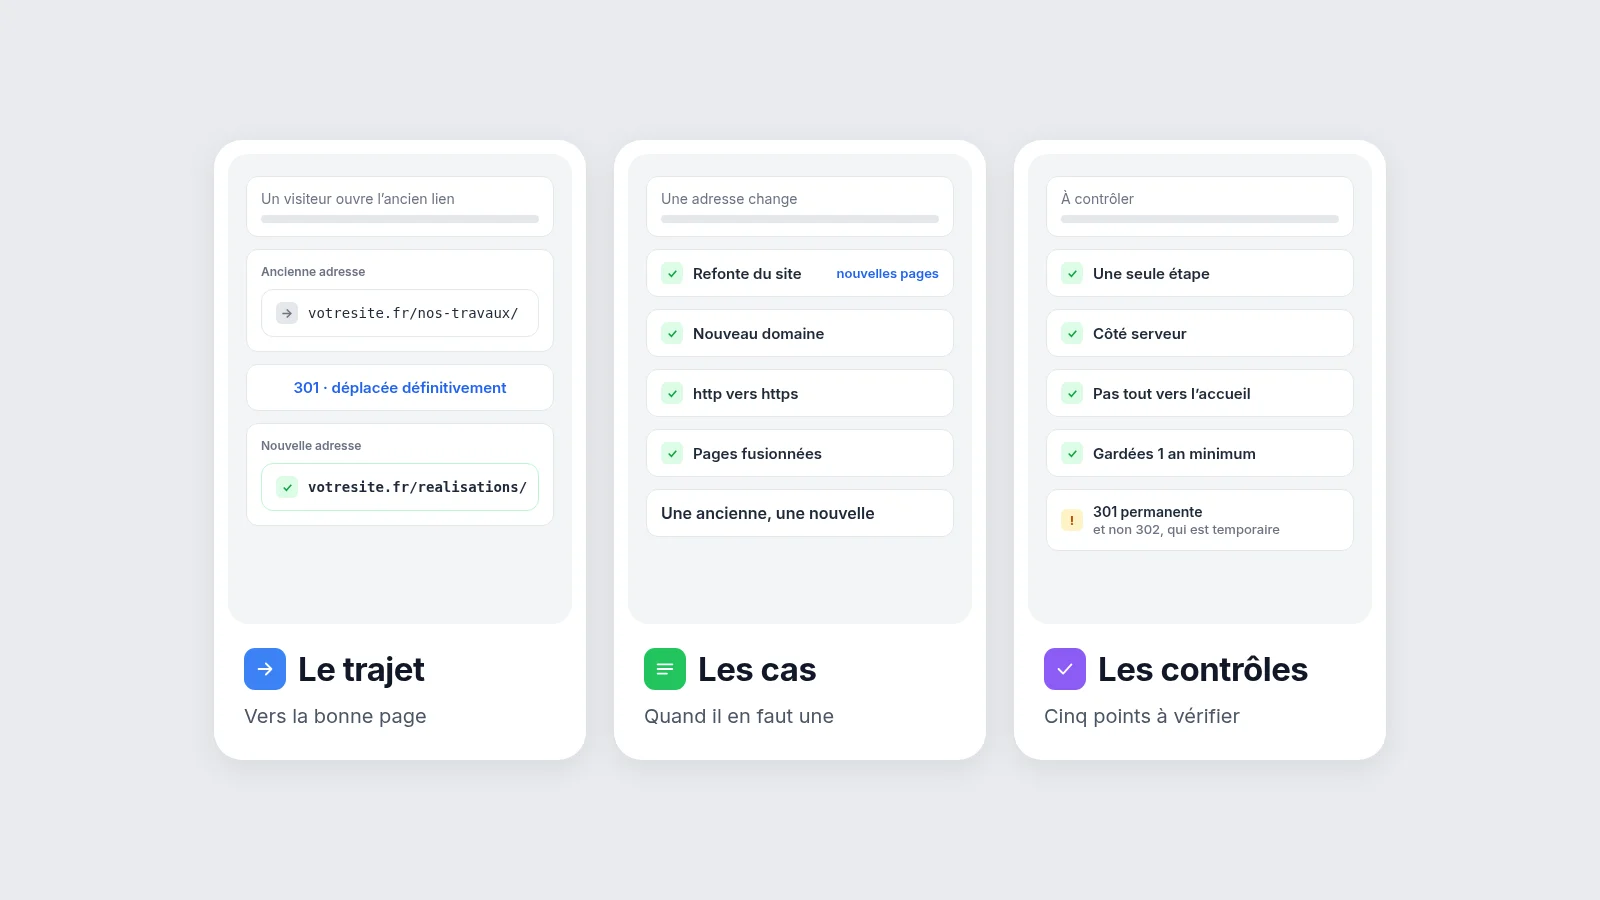 Un visiteur ouvre l’ancien lien
Ancienne adresse
votresite.fr/nos-travaux/
301 · déplacée définitivement
Nouvelle adresse
votresite.fr/realisations/
Le trajet
Vers la bonne page
Une adresse change
Refonte du site nouvelles pages
Nouveau domaine
http vers https
Pages fusionnées
Une ancienne, une nouvelle
Les cas
Quand il en faut une
À contrôler
Une seule étape
Côté serveur
Pas tout vers l’accueil
Gardées 1 an minimum
! 301 permanente
et non 302, qui est temporaire
Les contrôles
Cinq points à vérifier